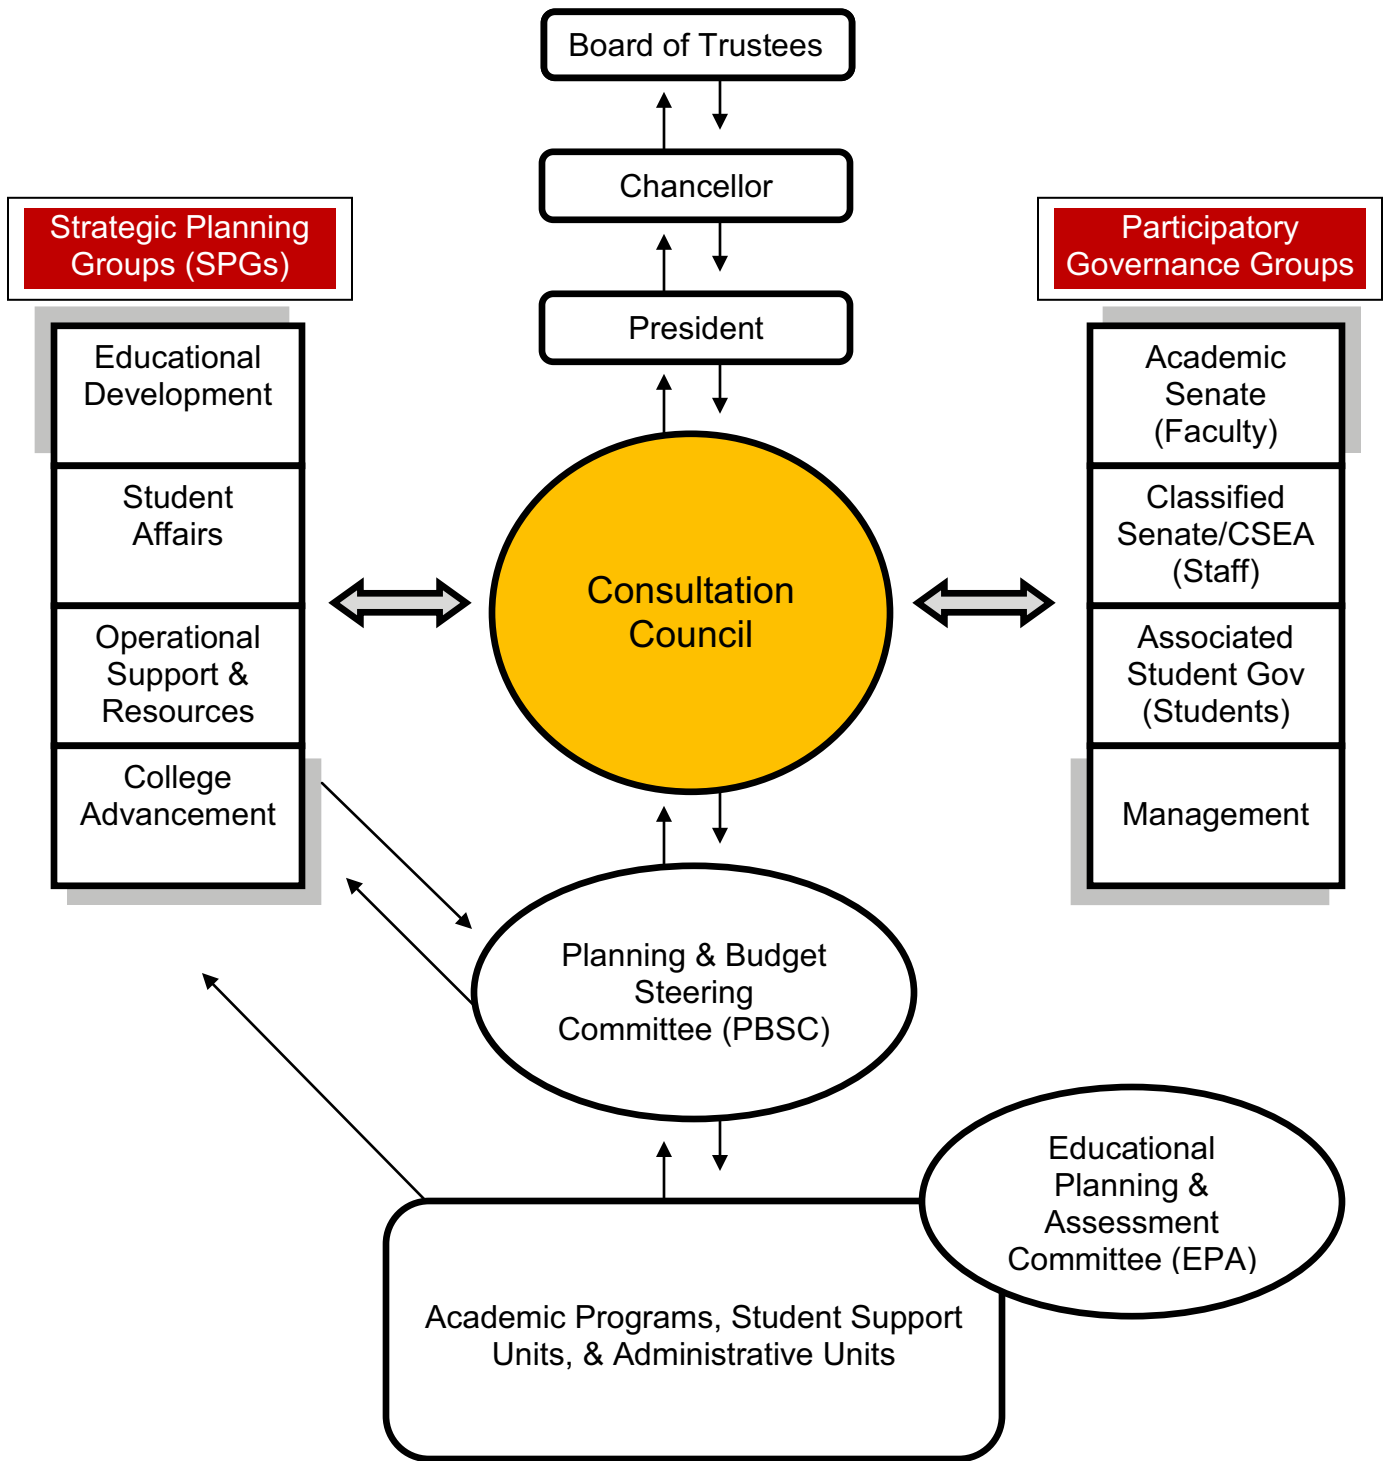 Board of Trustees
Chancellor
President
Strategic Planning
Groups (SPGs)
Educational
Development
Student
Affairs
Operational
Support &
Resources
College
Advancement
Consultation
Council
Participatory
Governance Groups
Academic
Senate
(Faculty)
Classified
Senate/CSEA
(Staff)
Associated
Student Gov
(Students)
Management
Planning & Budget
Steering
Committee (PBSC)
Educational
Planning &
Assessment
Committee (EPA)
Academic Programs, Student Support
Units, & Administrative Units